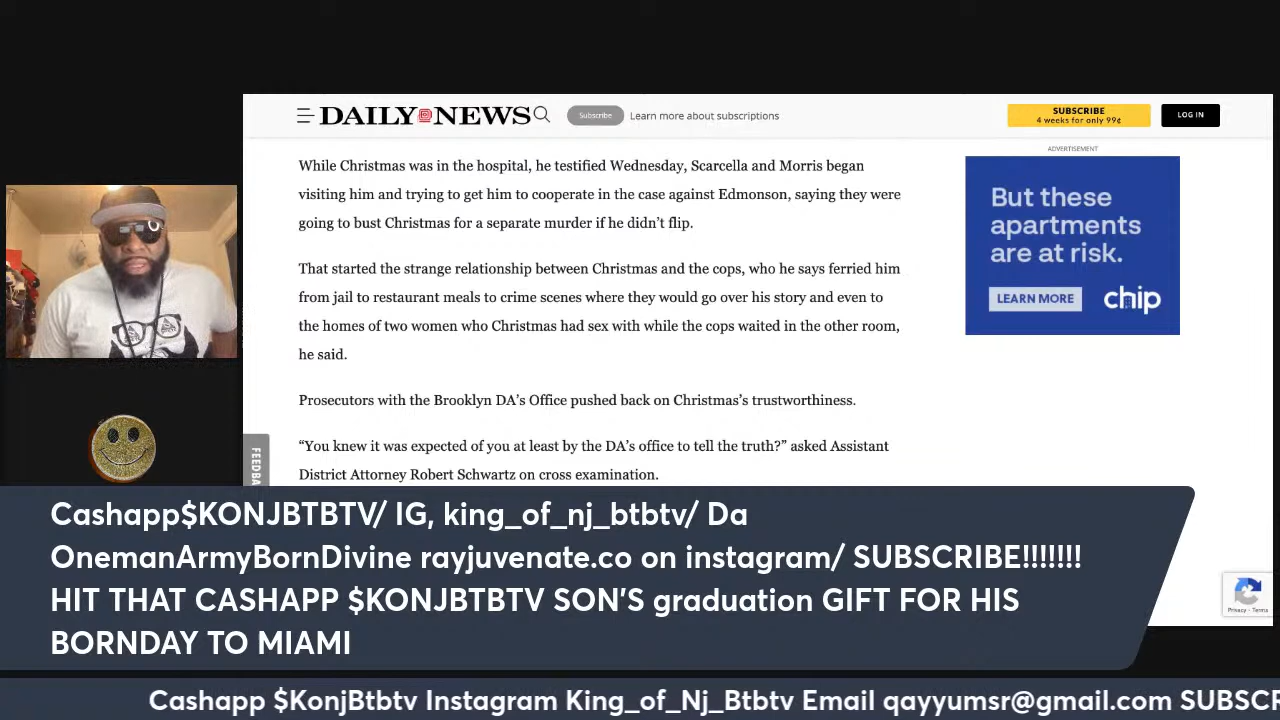 DAILY NEWS
Subscribe
Learn more about subscriptions
SUBSCRIBE
4 weeks for only 99¢
LOG IN
While Christmas was in the hospital, he testified Wednesday, Scarcella and Morris began
visiting him and trying to get him to cooperate in the case against Edmonson, saying they were
going to bust Christmas for a separate murder if he didn’t flip.
That started the strange relationship between Christmas and the cops, who he says ferried him
from jail to restaurant meals to crime scenes where they would go over his story and even to
the homes of two women who Christmas had sex with while the cops waited in the other room,
he said.
Prosecutors with the Brooklyn DA’s Office pushed back on Christmas’s trustworthiness.
“You knew it was expected of you at least by the DA’s office to tell the truth?” asked Assistant
District Attorney Robert Schwartz on cross examination.
ADVERTISEMENT
But these
apartments
are at risk.
LEARN MORE
chip
FEEDBA
Privacy - Terms
Cashapp$KONJBTBTV/ IG, king_of_nj_btbtv/ Da
OnemanArmyBornDivine rayjuvenate.co on instagram/ SUBSCRIBE!!!!!!!
HIT THAT CASHAPP $KONJBTBTV SON'S graduation GIFT FOR HIS
BORNDAY TO MIAMI
Cashapp $KonjBtbtv Instagram King_of_Nj_Btbtv Email qayyumsr@gmail.com SUBSCR